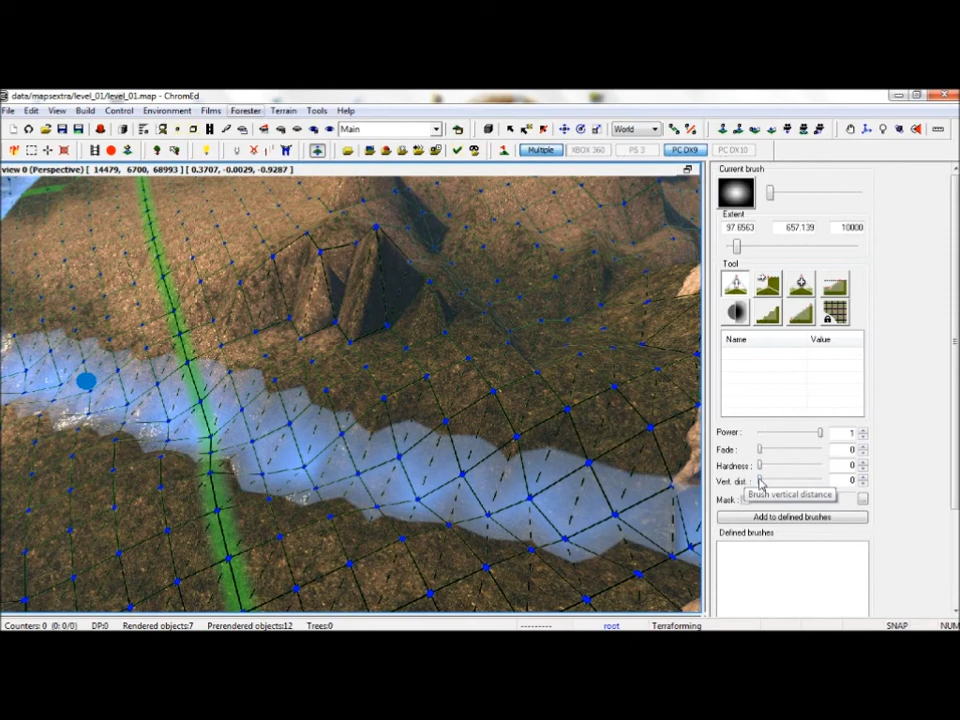 data/mapsextra/level_01/level_01.map - ChromEd
File Edit View Build Control Environment Films Forester Terrain Tools Help
Main World
Multiple XBOX 360 PS 3 PC DX9 PC DX10
view 0 (Perspective) [ 14479, 6700, 68993 ] [ 0.3707, -0.0029, -0.9287 ]
Current brush
Extent
97.6563 657.139 10000
Tool
Name Value
Power : 1
Fade : 0
Hardness : 0
Vert. dist. : 0
Brush vertical distance
Mask :
Add to defined brushes
Defined brushes
Counters: 0 (0: 0/0) DP:0 Rendered objects:7 Prerendered objects:12 Trees:0 --------- root Terraforming SNAP NUM